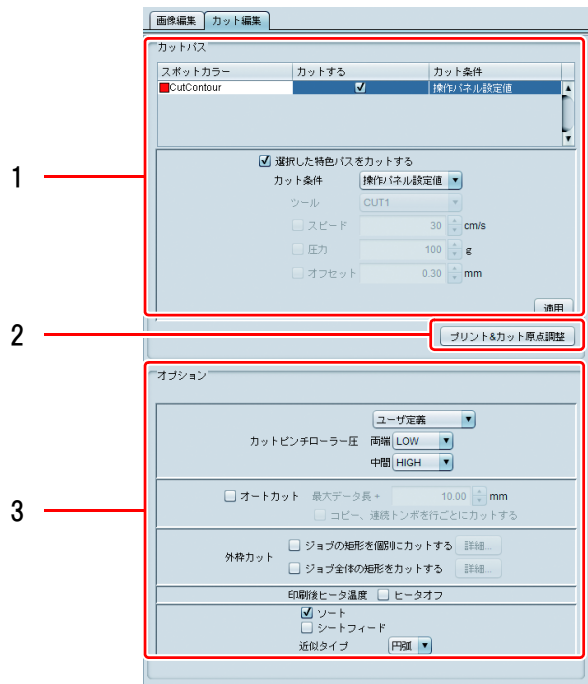 画像編集 カット編集
カットパス
スポットカラー カットする カット条件
CutContour 操作パネル設定値
選択した特色パスをカットする
1
カット条件 操作パネル設定値
ツール CUT1
スピード 30 cm/s
圧力 100 g
オフセット 0.30 mm
適用
2
プリント&カット原点調整
オプション
ユーザ定義
カットピンチローラー圧 両端 LOW
中間 HIGH
3
オートカット 最大データ長+ 10.00 mm
コピー、連続トンボを行ごとにカットする
外枠カット
ジョブの矩形を個別にカットする 詳細...
ジョブ全体の矩形をカットする 詳細...
印刷後ヒータ温度 ヒータオフ
ソート
シートフィード
近似タイプ 円弧